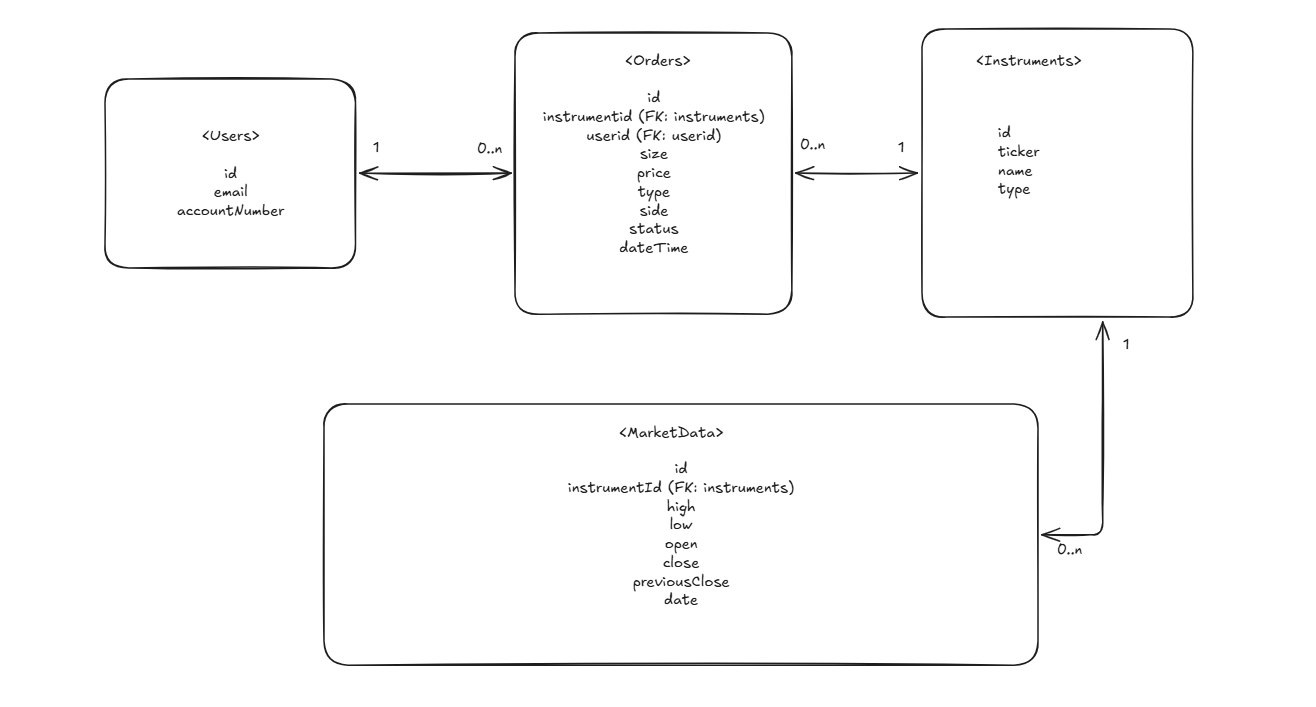 <Users>
id
email
accountNumber
1
0..n
<Orders>
id
instrumentid (FK: instruments)
userid (FK: userid)
size
price
type
side
status
dateTime
0..n
1
<Instruments>
id
ticker
name
type
1
0..n
<MarketData>
id
instrumentId (FK: instruments)
high
low
open
close
previousClose
date